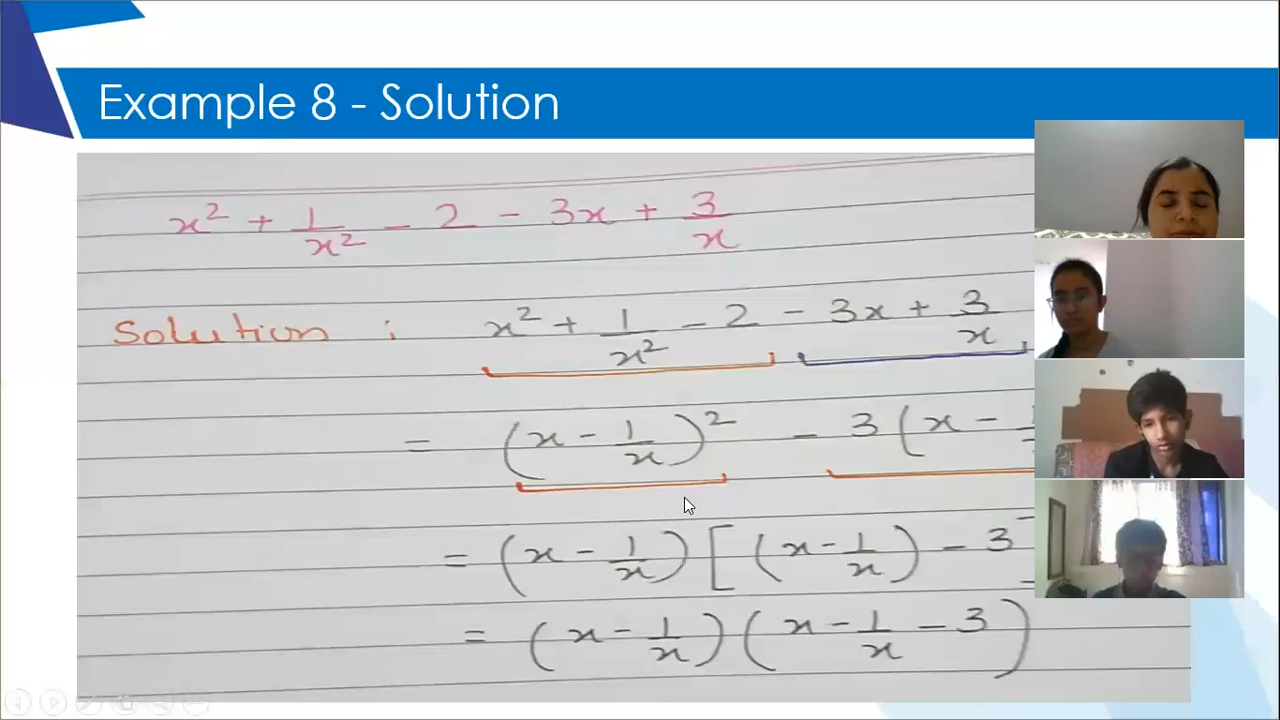 Example 8 - Solution
x² + 1/x² - 2 - 3x + 3/x
Solution : x² + 1/x² - 2 - 3x + 3/x
= (x - 1/x)² - 3 (x -
= (x - 1/x) [(x - 1/x) - 3
= (x - 1/x) (x - 1/x - 3)